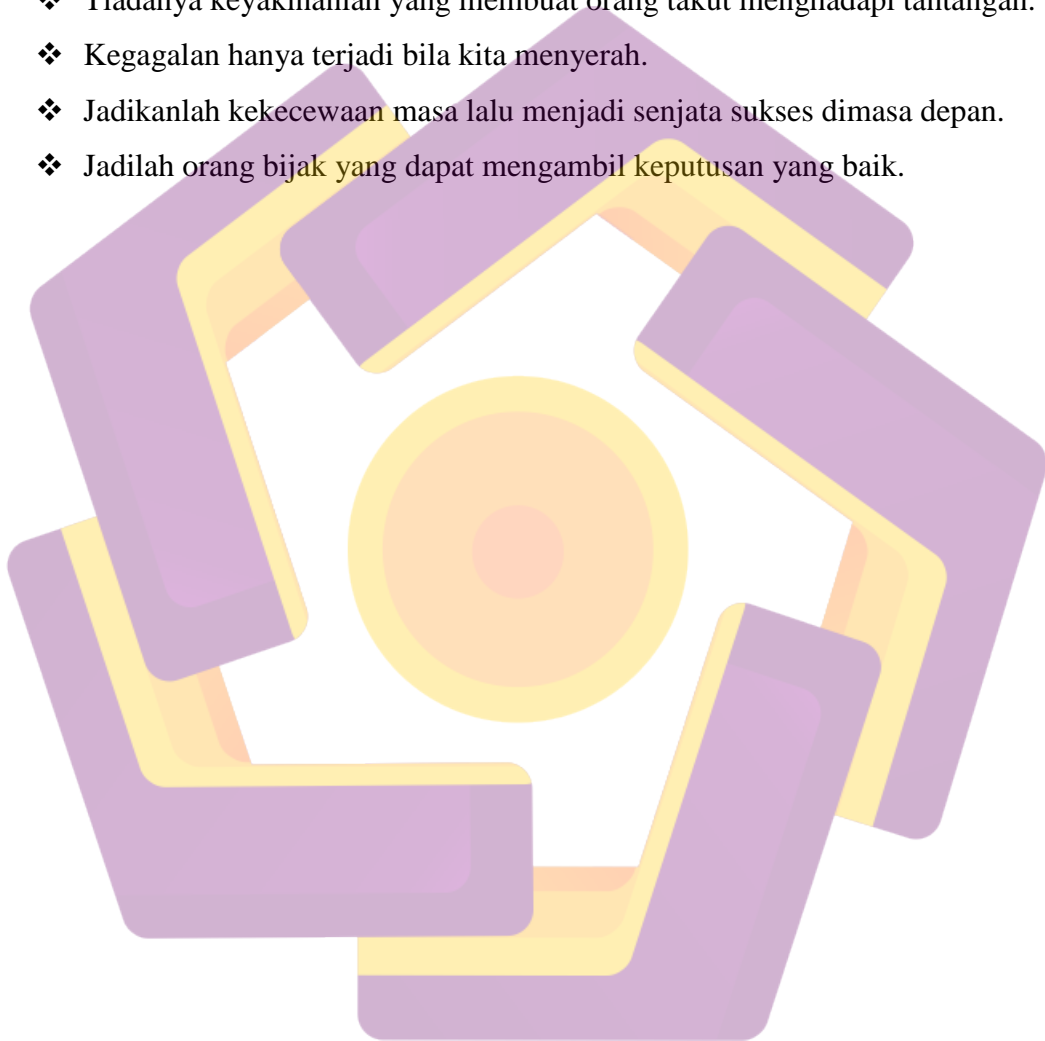 ❖ Tiadanya keyakinanlah yang membuat orang takut menghadapi tantangan.
❖ Kegagalan hanya terjadi bila kita menyerah.
❖ Jadikanlah kekecewaan masa lalu menjadi senjata sukses dimasa depan.
❖ Jadilah orang bijak yang dapat mengambil keputusan yang baik.